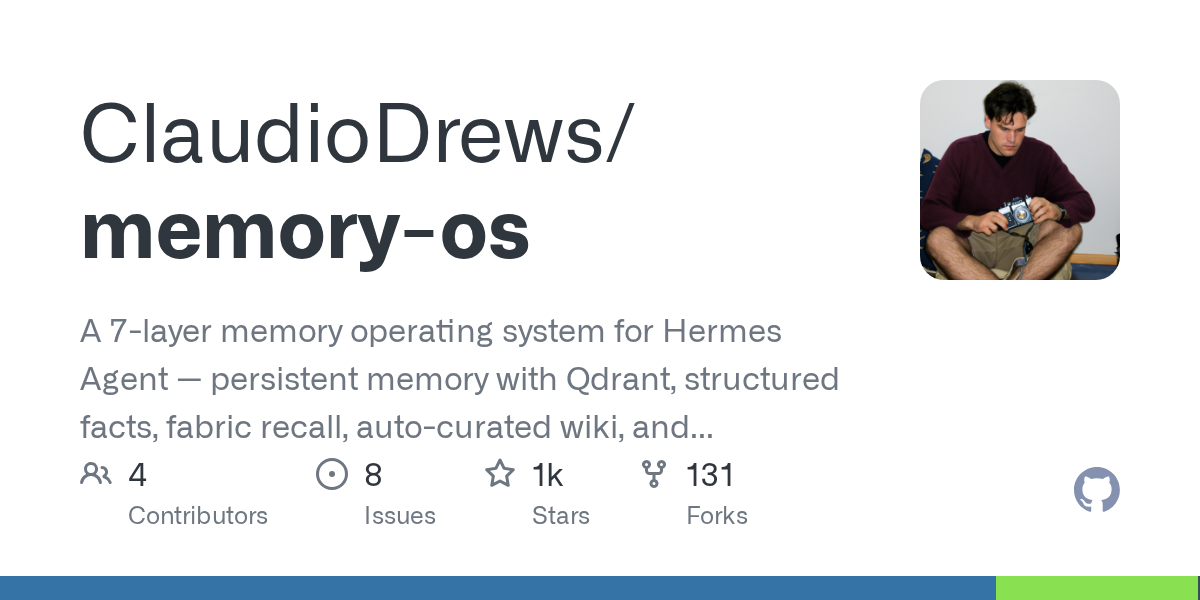 ClaudioDrews/
memory-os
A 7-layer memory operating system for Hermes
Agent — persistent memory with Qdrant, structured
facts, fabric recall, auto-curated wiki, and...
4
Contributors
8
Issues
1k
Stars
131
Forks